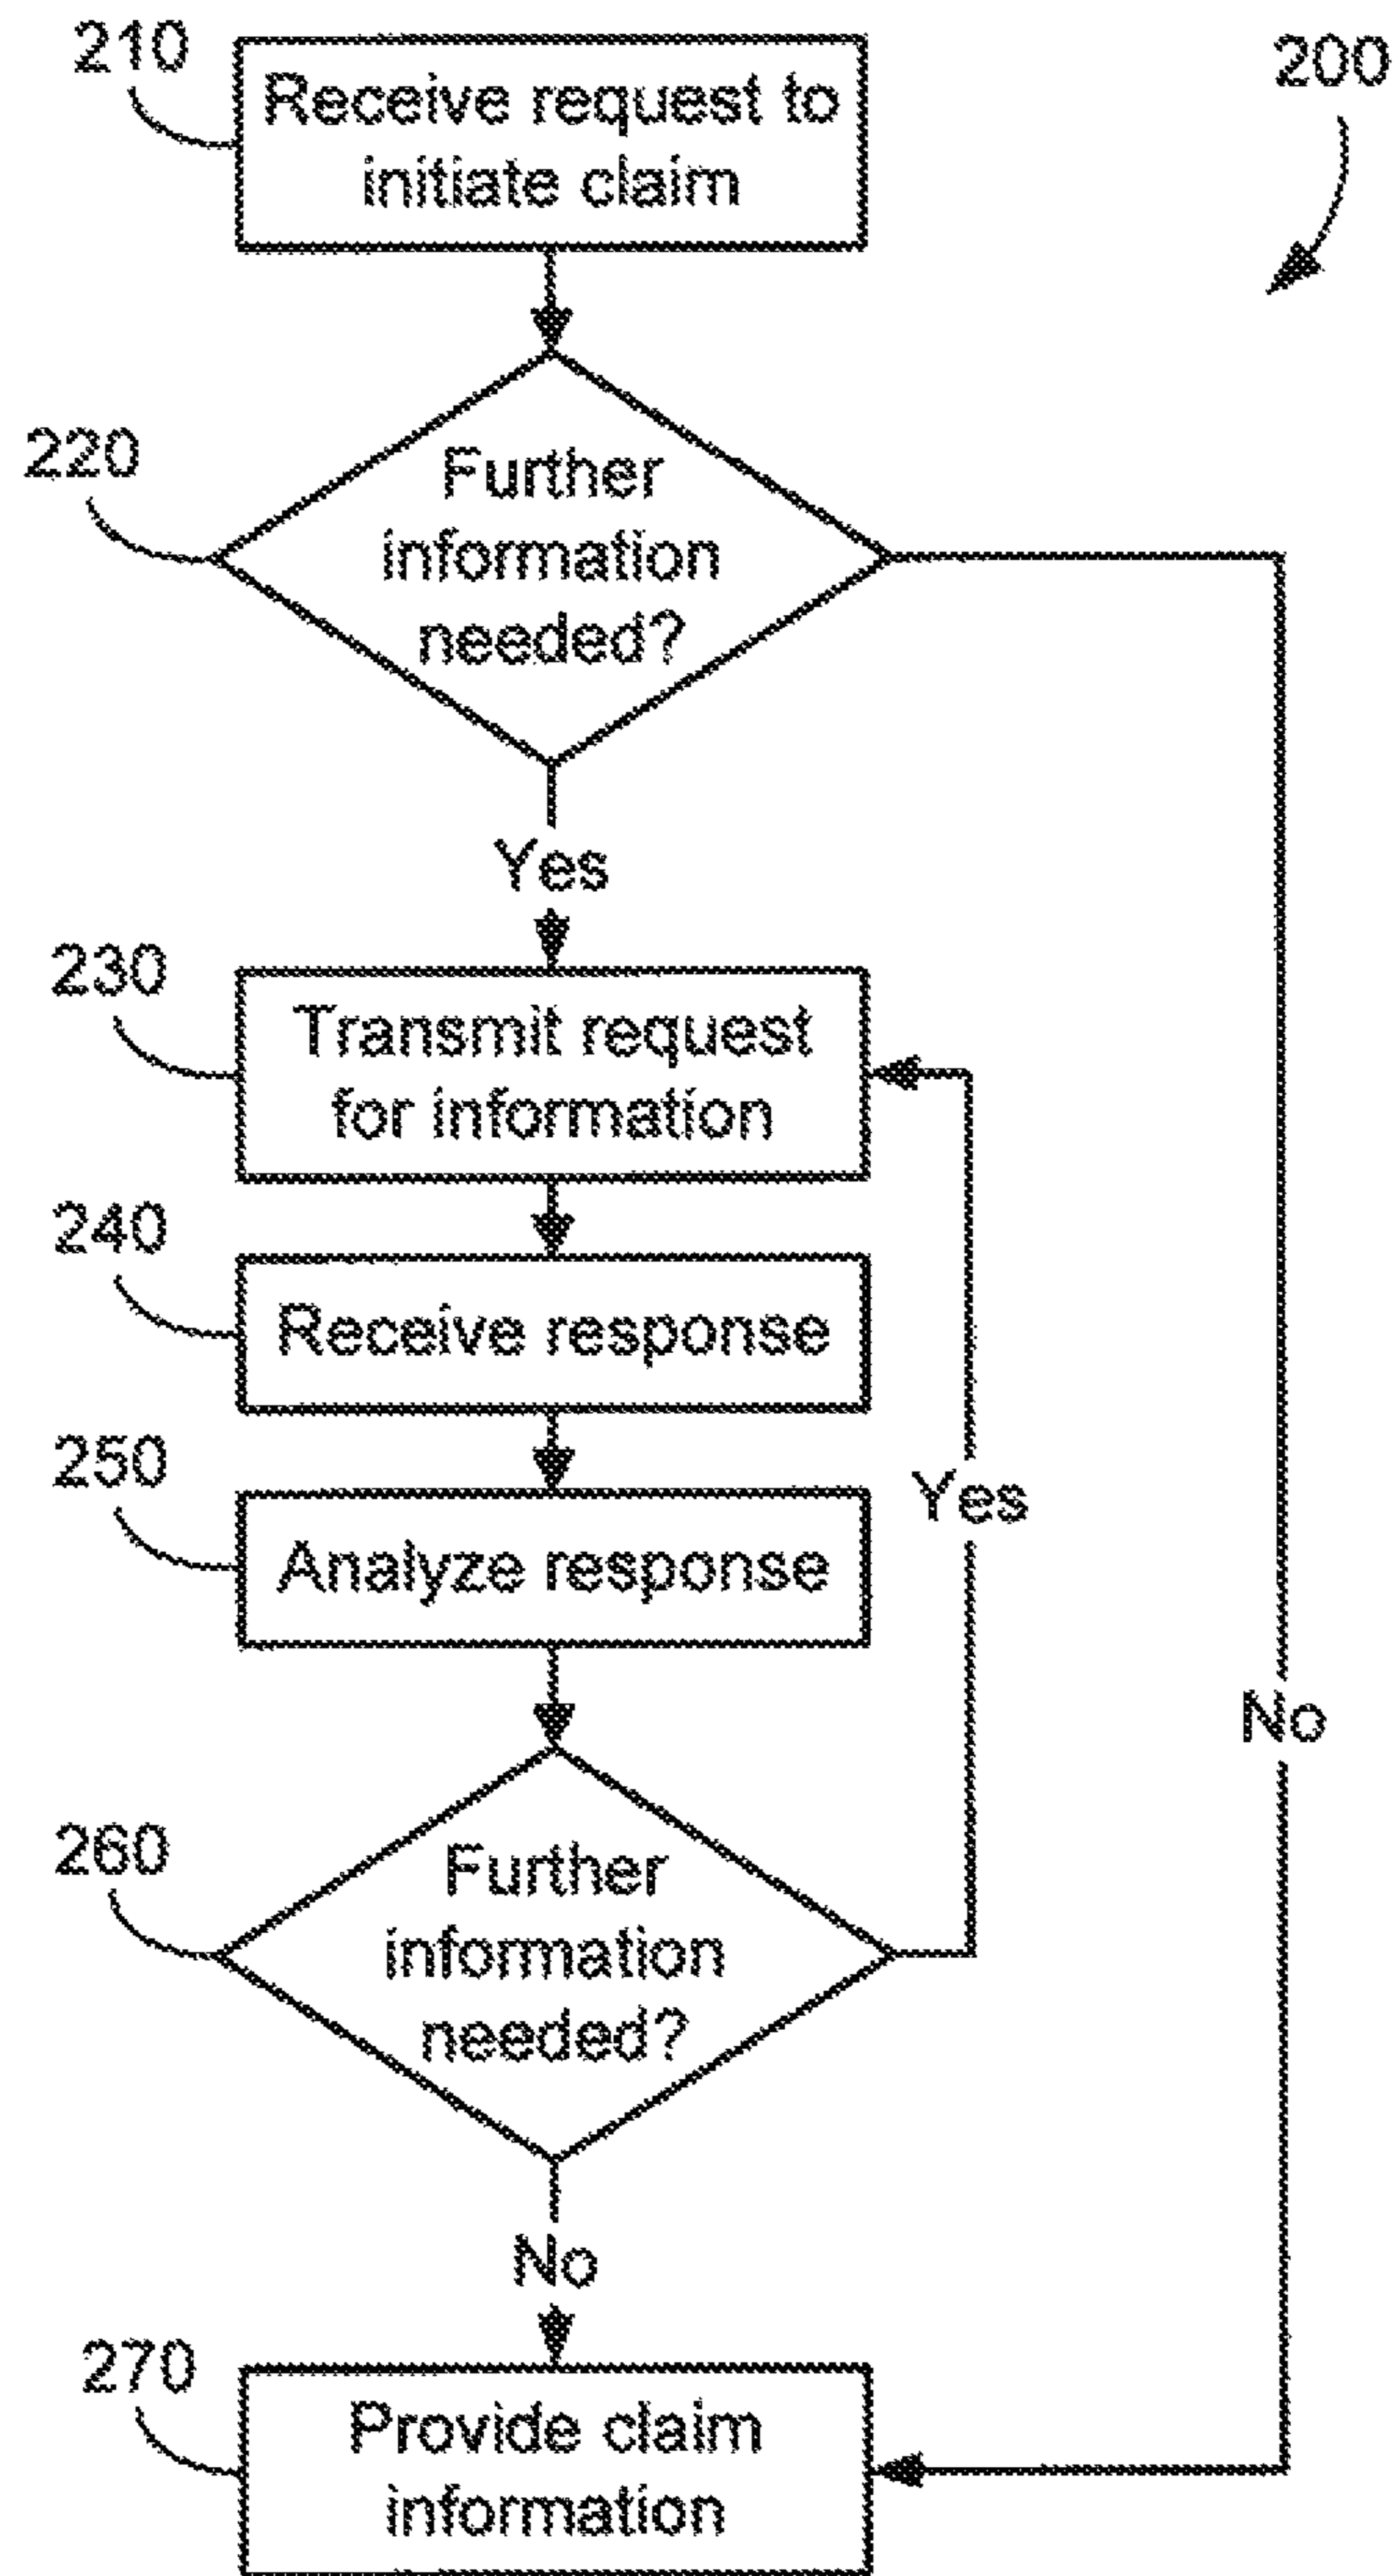 210
Receive request to
initiate claim
200
220
Further
information
needed?
Yes
230
Transmit request
for information
240
Receive response
250
Analyze response
Yes
No
260
Further
information
needed?
No
270
Provide claim
information